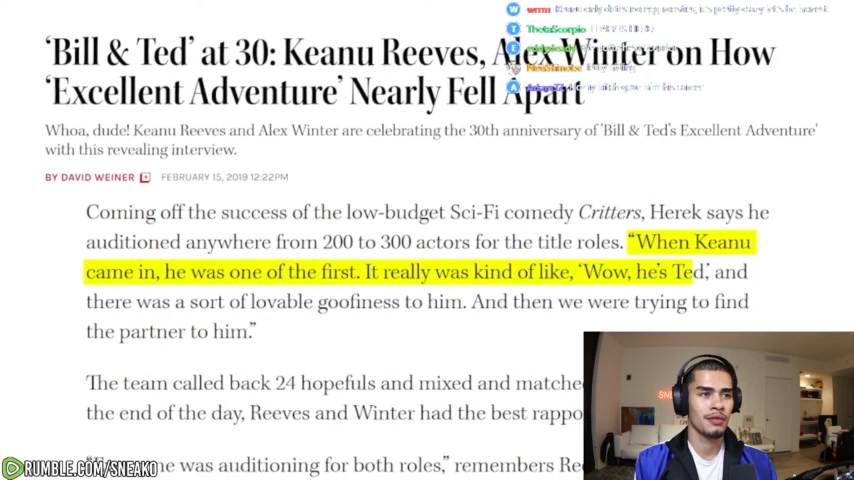 'Bill & Ted' at 30: Keanu Reeves, Alex Winter on How
'Excellent Adventure' Nearly Fell Apart
Whoa, dude! Keanu Reeves and Alex Winter are celebrating the 30th anniversary of 'Bill & Ted's Excellent Adventure'
with this revealing interview.
BY DAVID WEINER FEBRUARY 15, 2019 12:22PM
Coming off the success of the low-budget Sci-Fi comedy Critters, Herek says he
auditioned anywhere from 200 to 300 actors for the title roles. "When Keanu
came in, he was one of the first. It really was kind of like, 'Wow, he's Ted,' and
there was a sort of lovable goofiness to him. And then we were trying to find
the partner to him."
The team called back 24 hopefuls and mixed and matche
the end of the day, Reeves and Winter had the best rappo
ne was auditioning for both roles," remembers Re
RUMBLE.COM/SNEAKO
ThetaScorpio